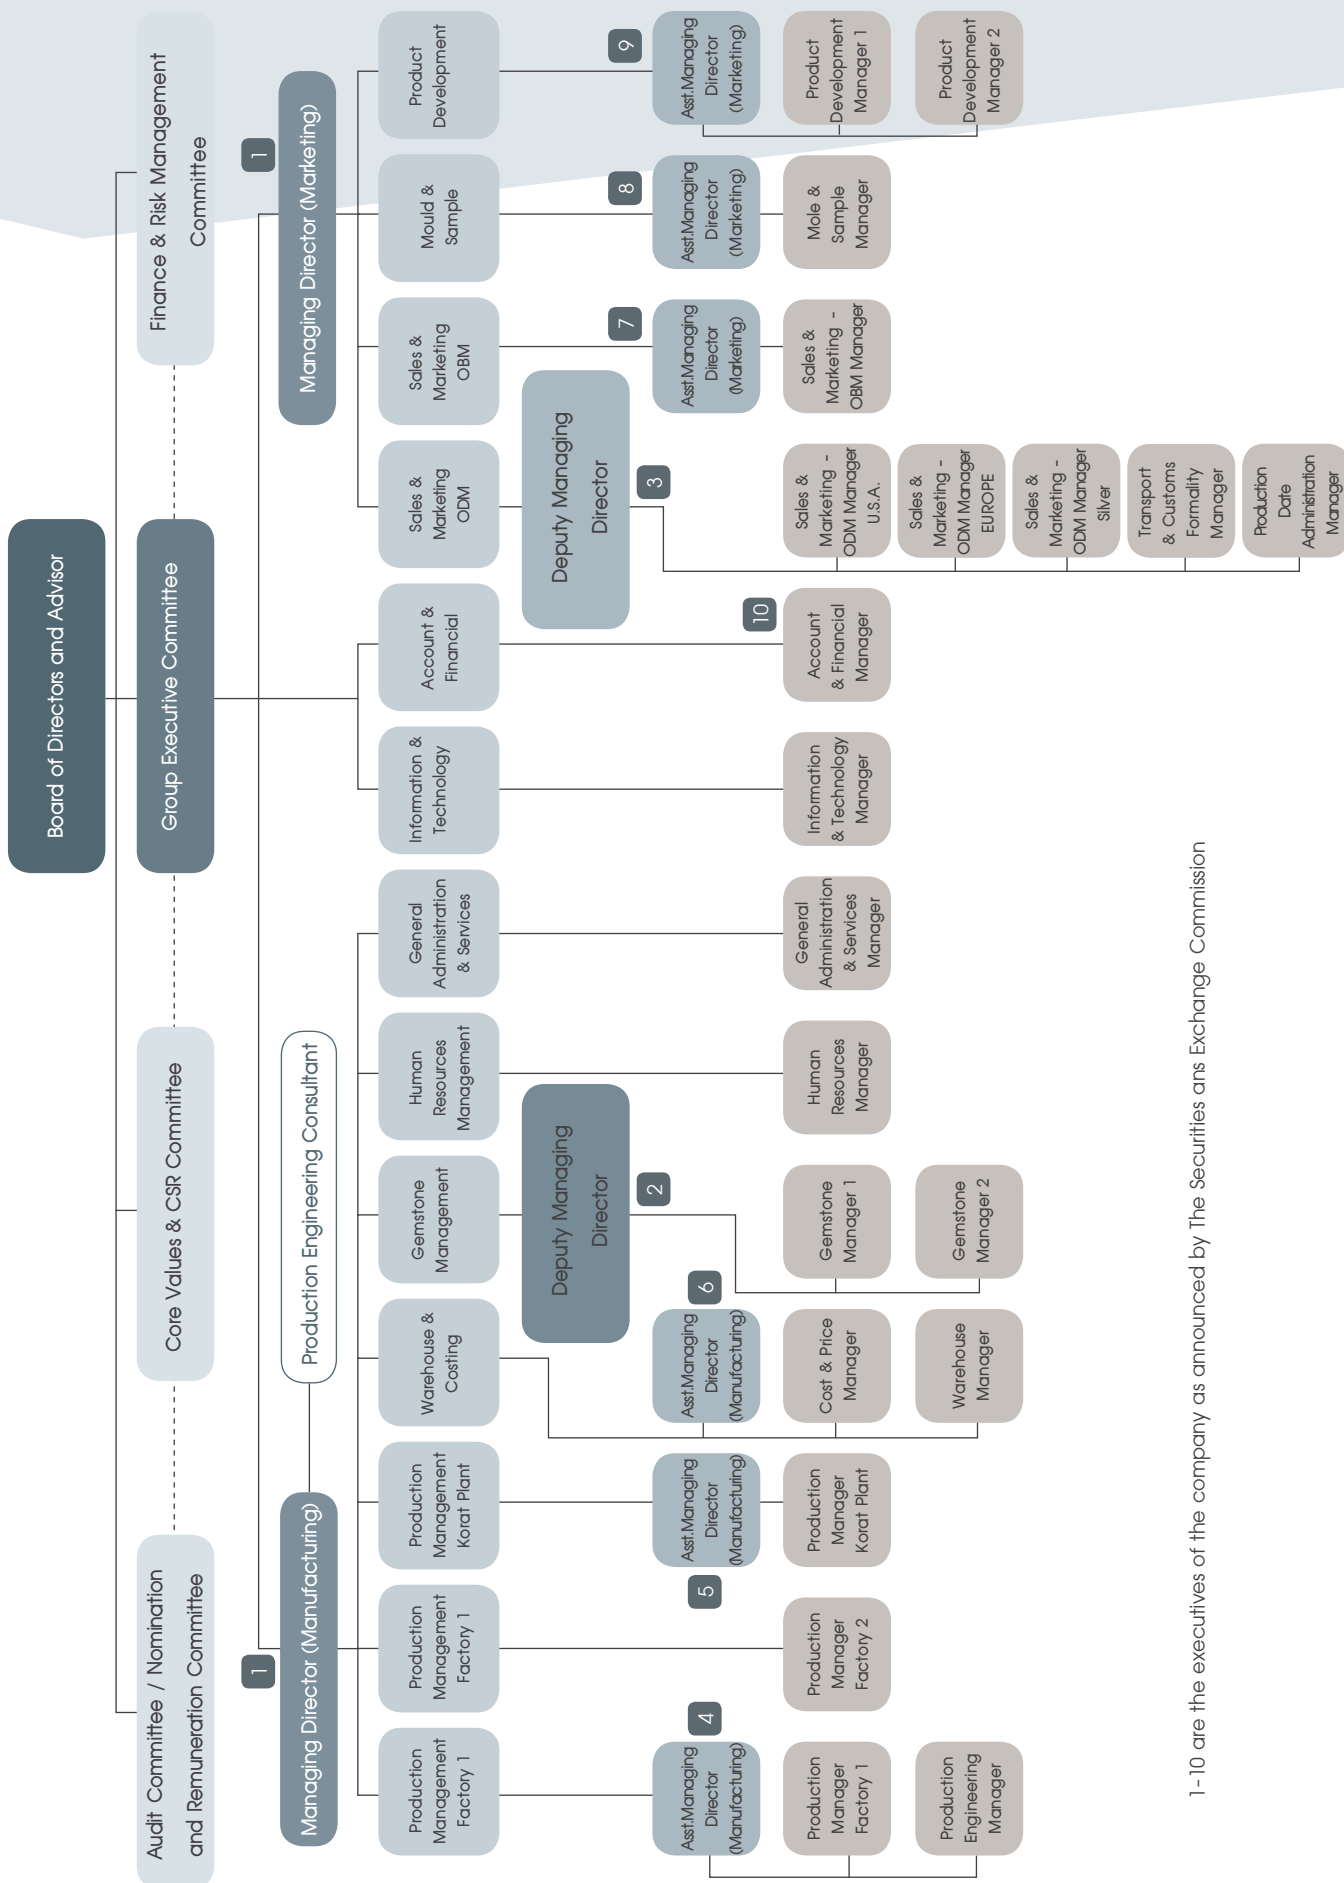 Board of Directors and Advisor
Audit Committee / Nomination
and Remuneration Committee
Core Values & CSR Committee
Group Executive Committee
Finance & Risk Management
Committee
1
1
Managing Director (Manufacturing)
Production Engineering Consultant
Managing Director (Marketing)
Production
Management
Factory 1
Production
Management
Factory 1
Production
Management
Korat Plant
Warehouse &
Costing
Gemstone
Management
Human
Resources
Management
General
Administration
& Services
Information &
Technology
Account &
Financial
Sales &
Marketing
ODM
Sales &
Marketing
OBM
Mould &
Sample
Product
Development
Deputy Managing
Director
2
Deputy Managing
Director
3
4
Asst.Managing
Director
(Manufacturing)
5
Asst.Managing
Director
(Manufacturing)
6
Asst.Managing
Director
(Manufacturing)
7
Asst.Managing
Director
(Marketing)
8
Asst.Managing
Director
(Marketing)
9
Asst.Managing
Director
(Marketing)
Production
Manager
Factory 1
Production
Manager
Factory 2
Production
Manager
Korat Plant
Cost & Price
Manager
Gemstone
Manager 1
Human
Resources
Manager
General
Administration
& Services
Manager
Information
& Technology
Manager
10
Account
& Financial
Manager
Sales &
Marketing -
ODM Manager
U.S.A.
Sales &
Marketing -
OBM Manager
Mole &
Sample
Manager
Product
Development
Manager 1
Production
Engineering
Manager
Warehouse
Manager
Gemstone
Manager 2
Sales &
Marketing -
ODM Manager
EUROPE
Product
Development
Manager 2
Sales &
Marketing -
ODM Manager
Silver
Transport
& Customs
Formality
Manager
Production
Date
Administration
Manager
1-10 are the executives of the company as announced by The Securities ans Exchange Commission